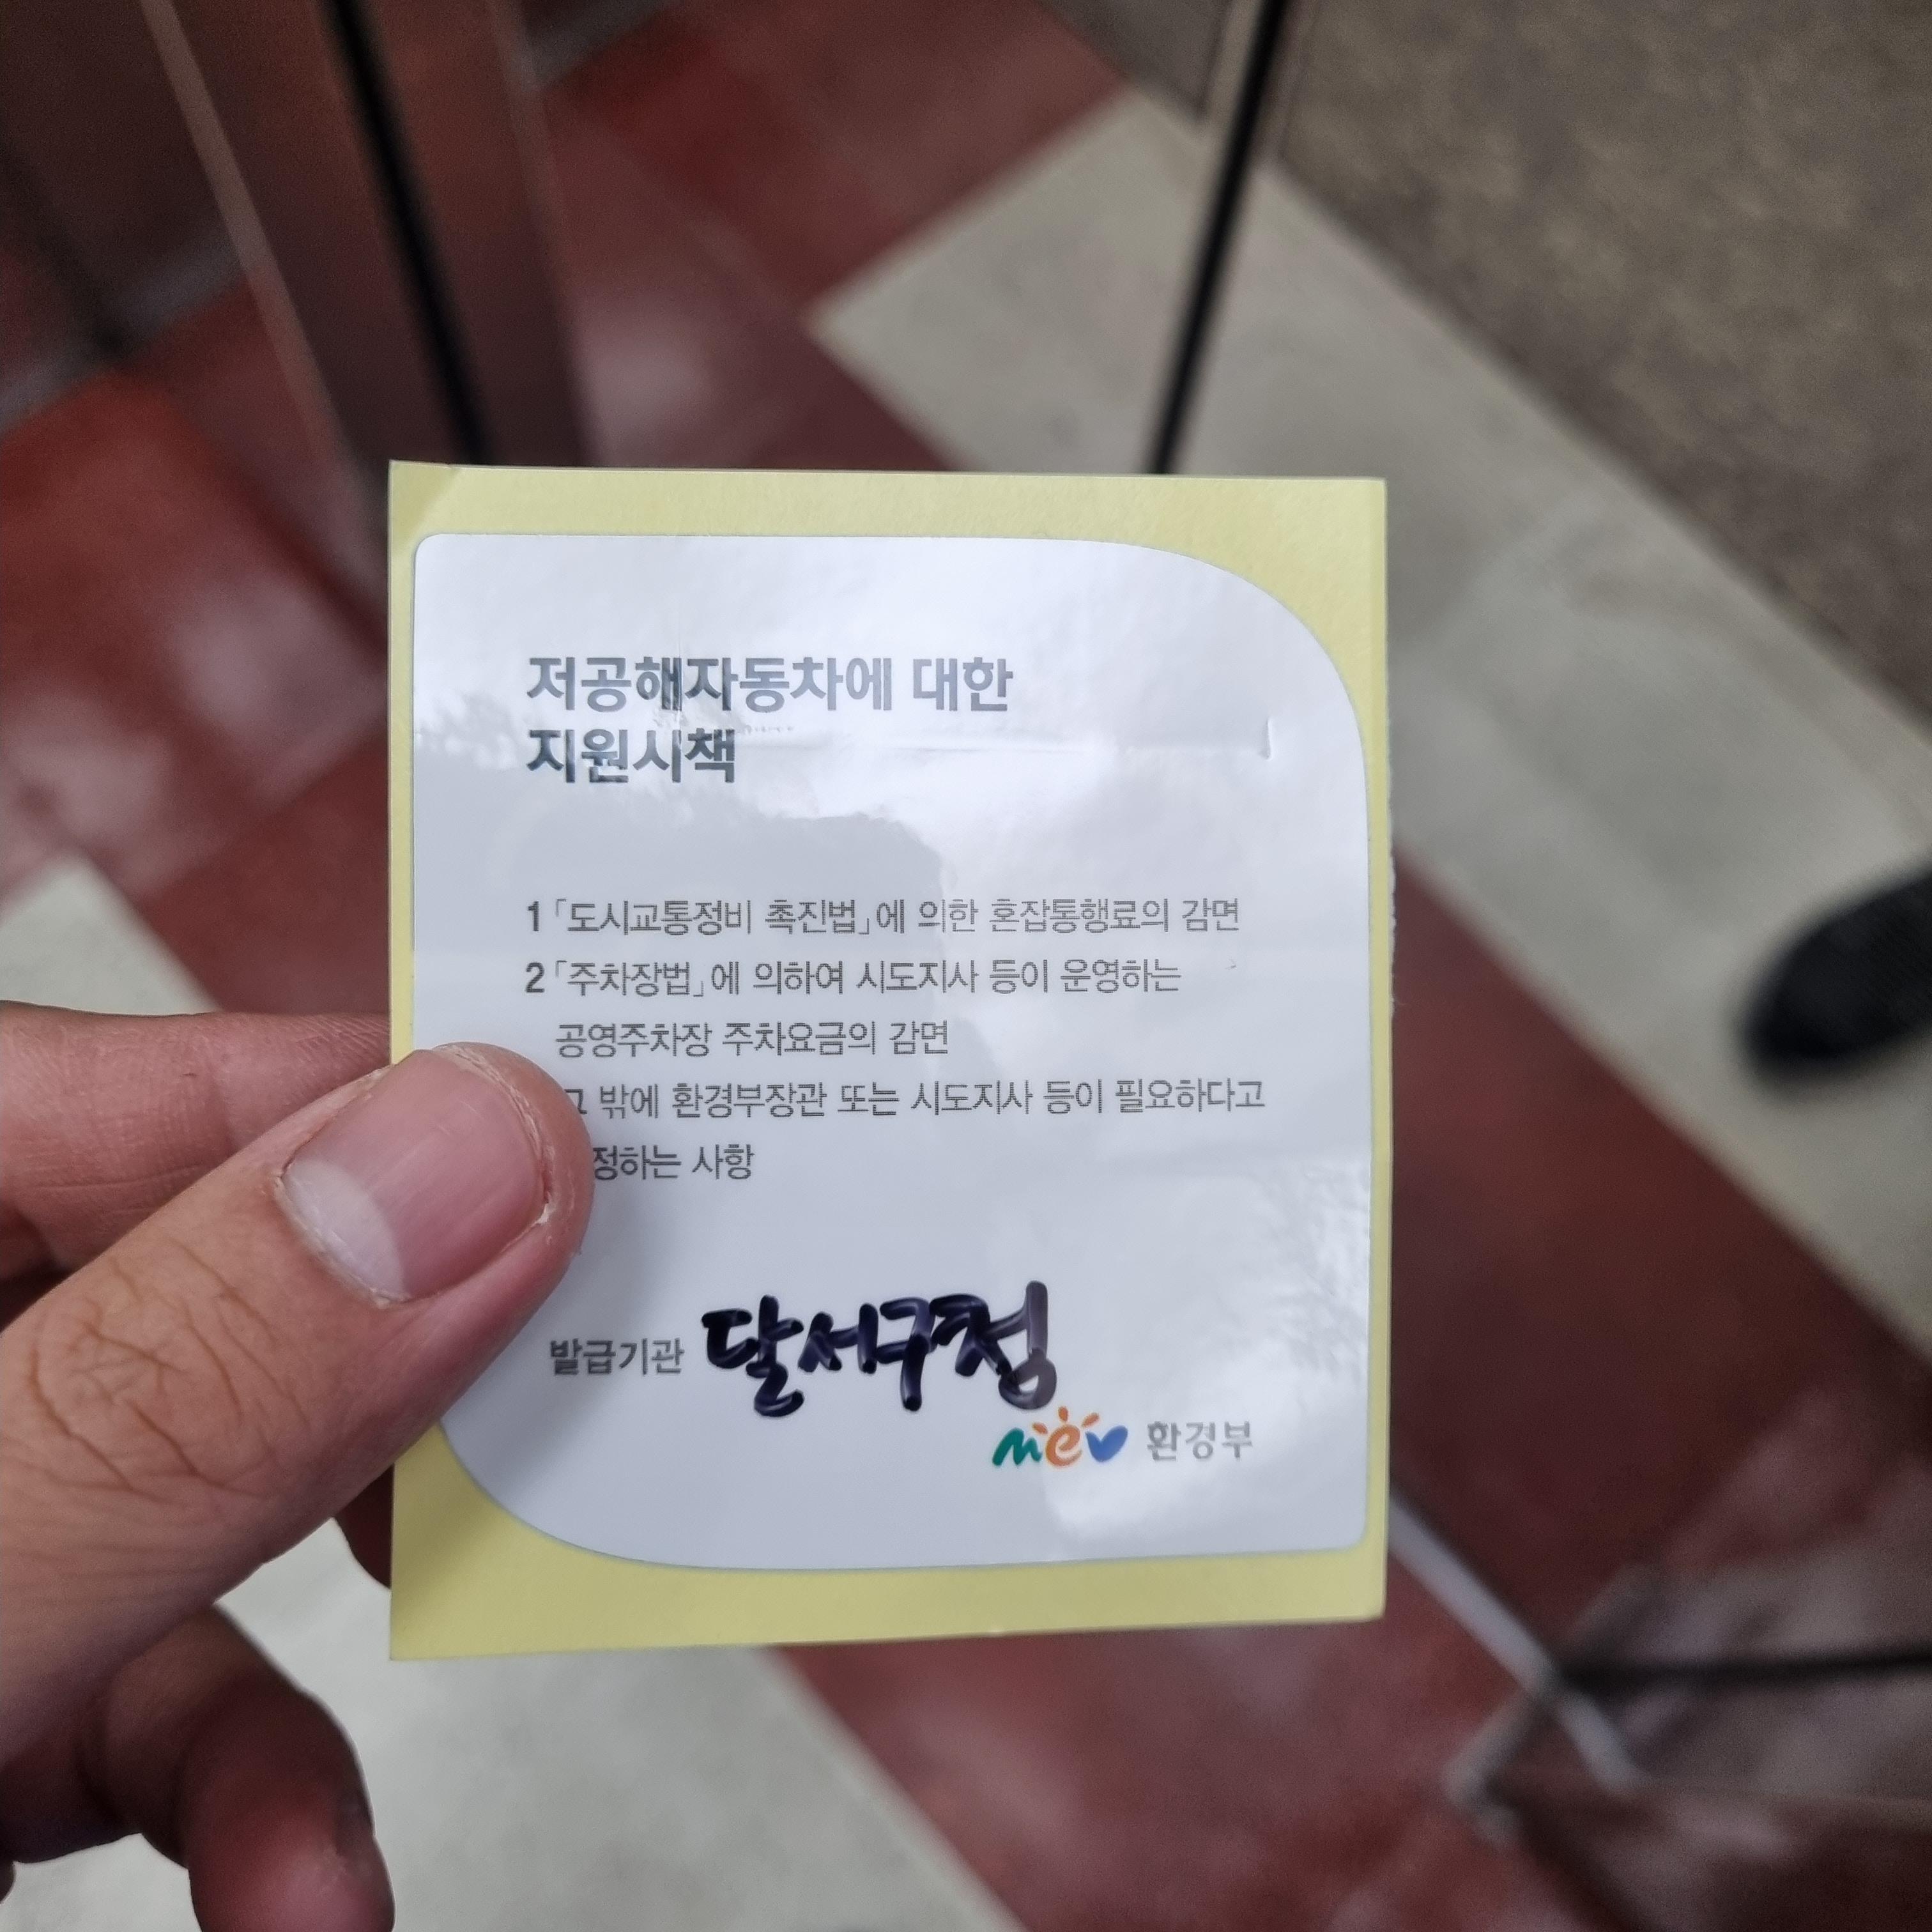 저공해자동차에 대한
지원시책
1 「도시교통정비 촉진법」에 의한 혼잡통행료의 감면
2 「주차장법」에 의하여 시도지사 등이 운영하는
공영주차장 주차요금의 감면
밖에 환경부장관 또는 시도지사 등이 필요하다고
사항
발급기관 달서구청
mev 환경부